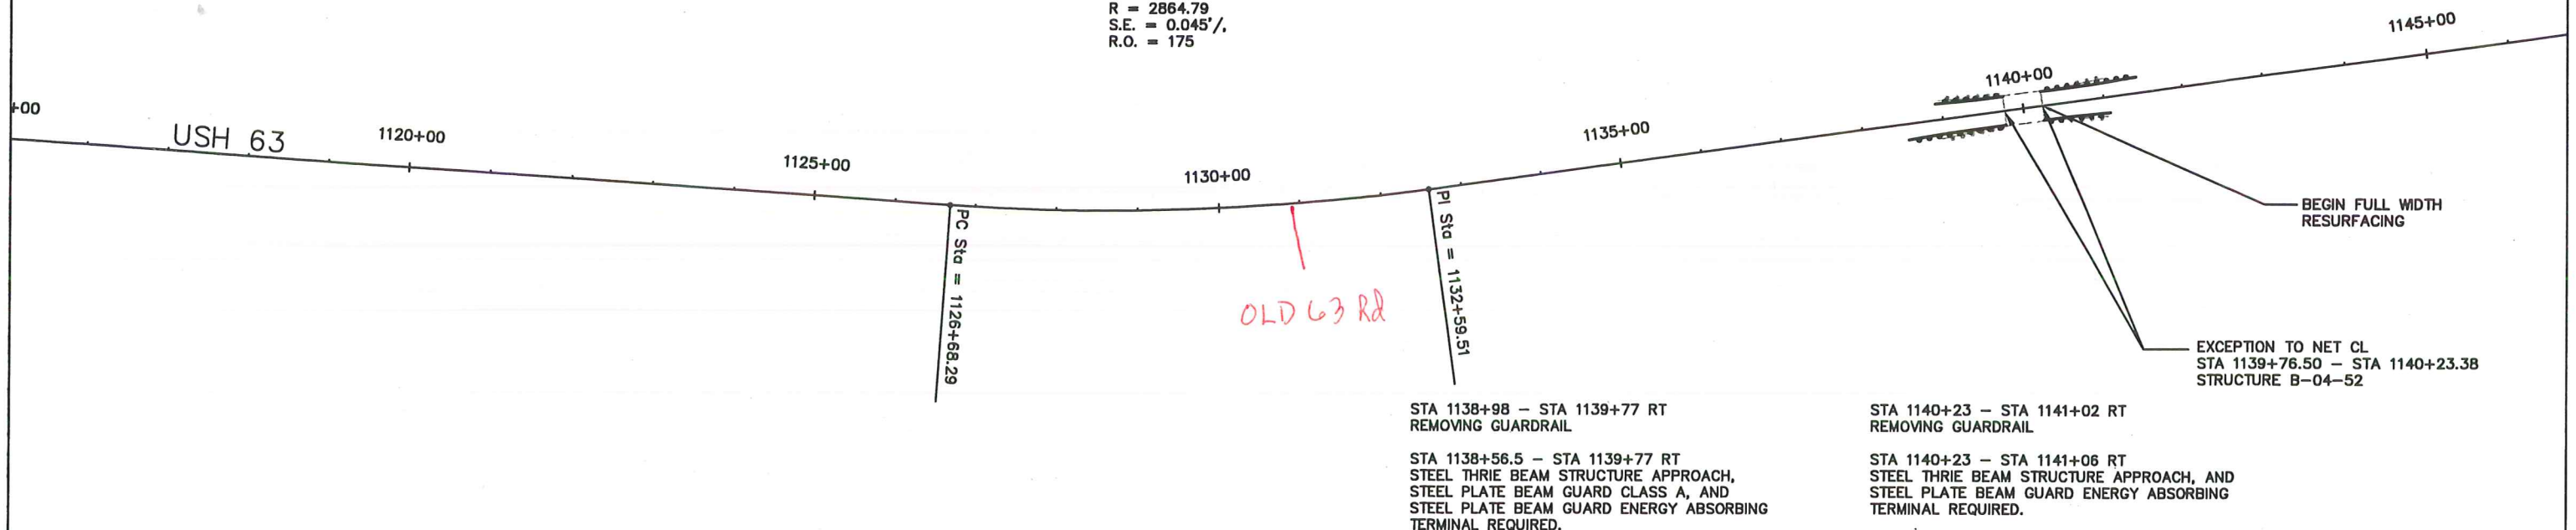 R = 2864.79
S.E. = 0.045'/,
R.O. = 175
1145+00
1140+00
+00
USH 63
1120+00
1125+00
1130+00
1135+00
PC Sta = 1126+68.29
OLD 63 Rd
PI Sta = 1132+59.51
BEGIN FULL WIDTH
RESURFACING
EXCEPTION TO NET CL
STA 1139+76.50 - STA 1140+23.38
STRUCTURE B-04-52
STA 1138+98 - STA 1139+77 RT
REMOVING GUARDRAIL
STA 1138+56.5 - STA 1139+77 RT
STEEL THRIE BEAM STRUCTURE APPROACH,
STEEL PLATE BEAM GUARD CLASS A, AND
STEEL PLATE BEAM GUARD ENERGY ABSORBING
TERMINAL REQUIRED.
STA 1140+23 - STA 1141+02 RT
REMOVING GUARDRAIL
STA 1140+23 - STA 1141+06 RT
STEEL THRIE BEAM STRUCTURE APPROACH, AND
STEEL PLATE BEAM GUARD ENERGY ABSORBING
TERMINAL REQUIRED.